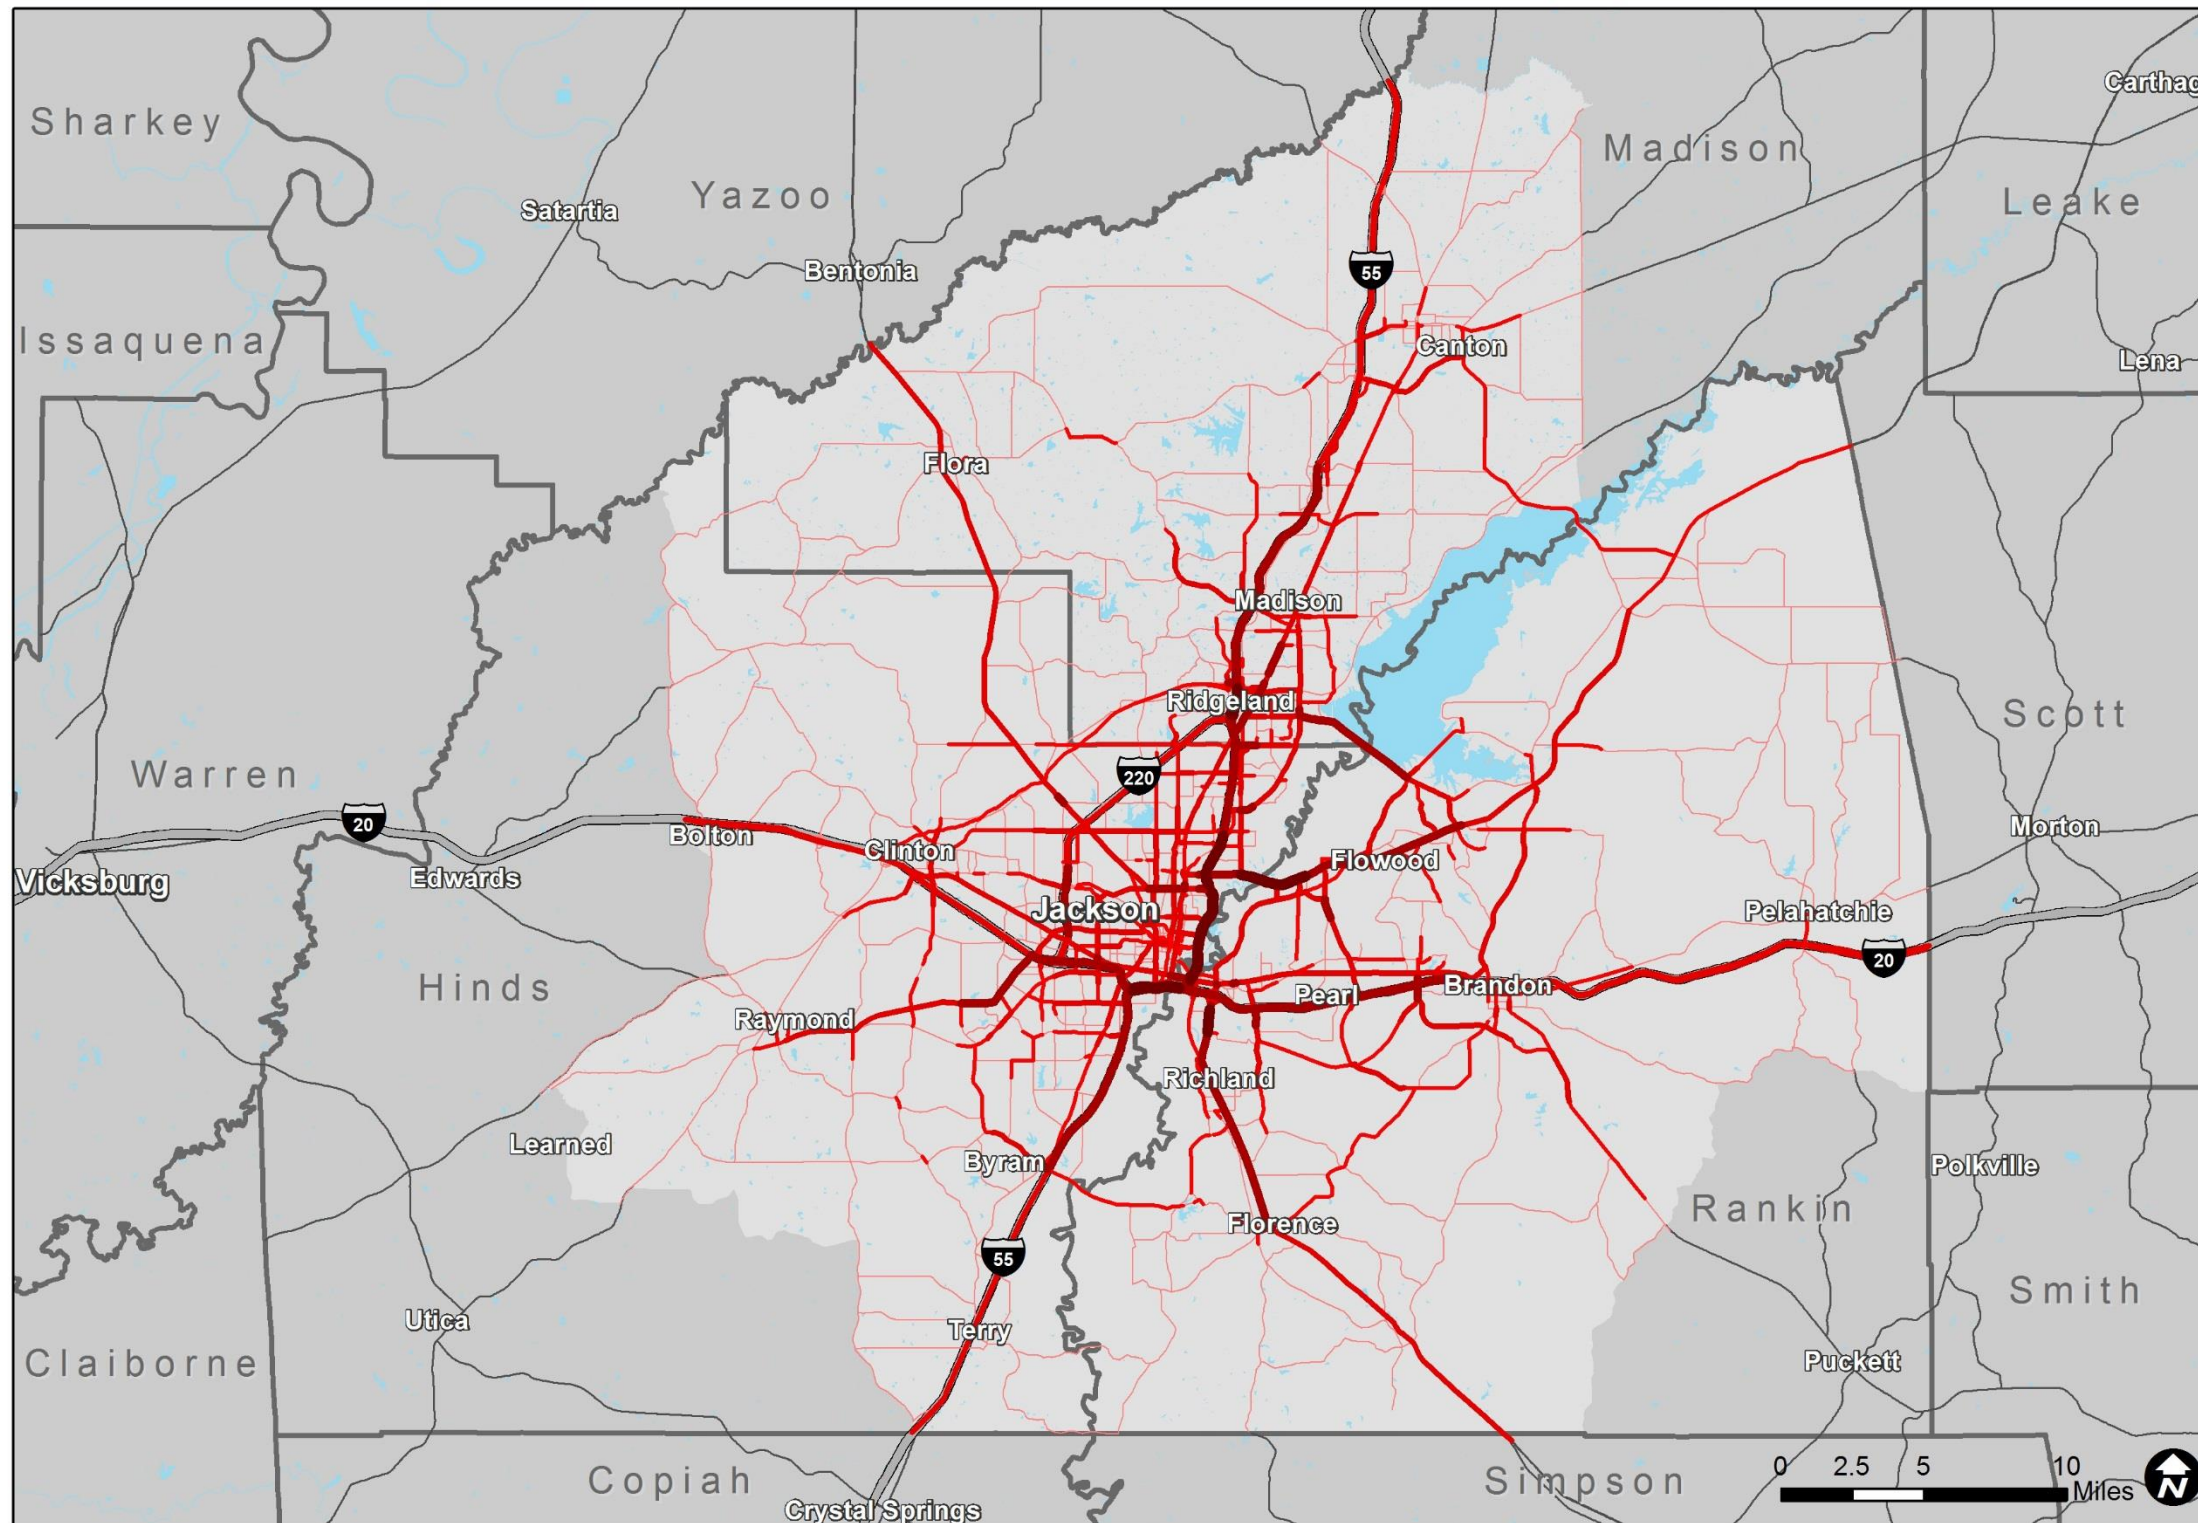 Carthag
Sharkey
Madison
Yazoo
Leake
Satartia
Bentonia
55
Issaquena
Canton
Lena
Flora
Madison
Ridgeland
Scott
Warren
220
20
Bolton
Clinton
Morton
Vicksburg
Edwards
Flowood
Jackson
Pelahatchie
20
Hinds
Pearl
Brandon
Raymond
Richland
Learned
Byram
Polkville
Rankin
Florence
55
Smith
Utica
Terry
Claiborne
Puckett
0 2.5 5 10
Miles
N
Copiah
Simpson
Crystal Springs